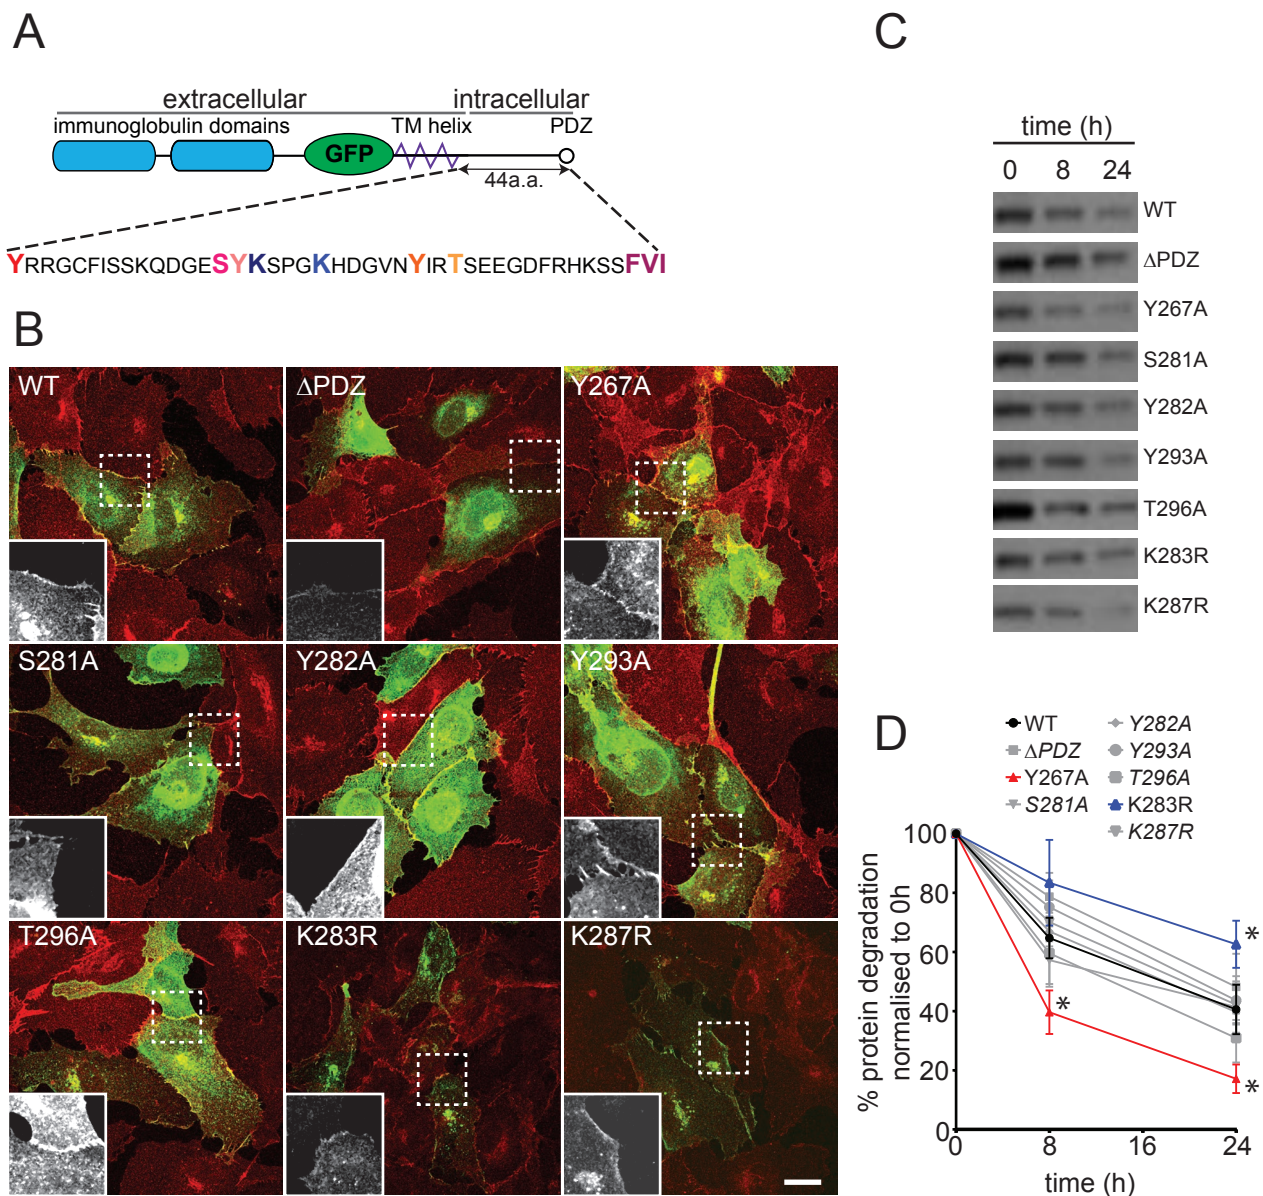 A
extracellular
intracellular
immunoglobulin domains
TM helix
PDZ
GFP
44a.a.
YRRGCFISSKQDGESYKSPGKHDGVNYIRTSEEGDFRHKSSFVI
B
WT
ΔPDZ
Y267A
S281A
Y282A
Y293A
T296A
K283R
K287R
C
time (h)
0 8 24
WT
ΔPDZ
Y267A
S281A
Y282A
Y293A
T296A
K283R
K287R
D
WT
ΔPDZ
Y267A
S281A
Y282A
Y293A
T296A
K283R
K287R
% protein degradation
normalised to 0h
100
80
60
40
20
0
*
*
*
0 8 16 24
time (h)